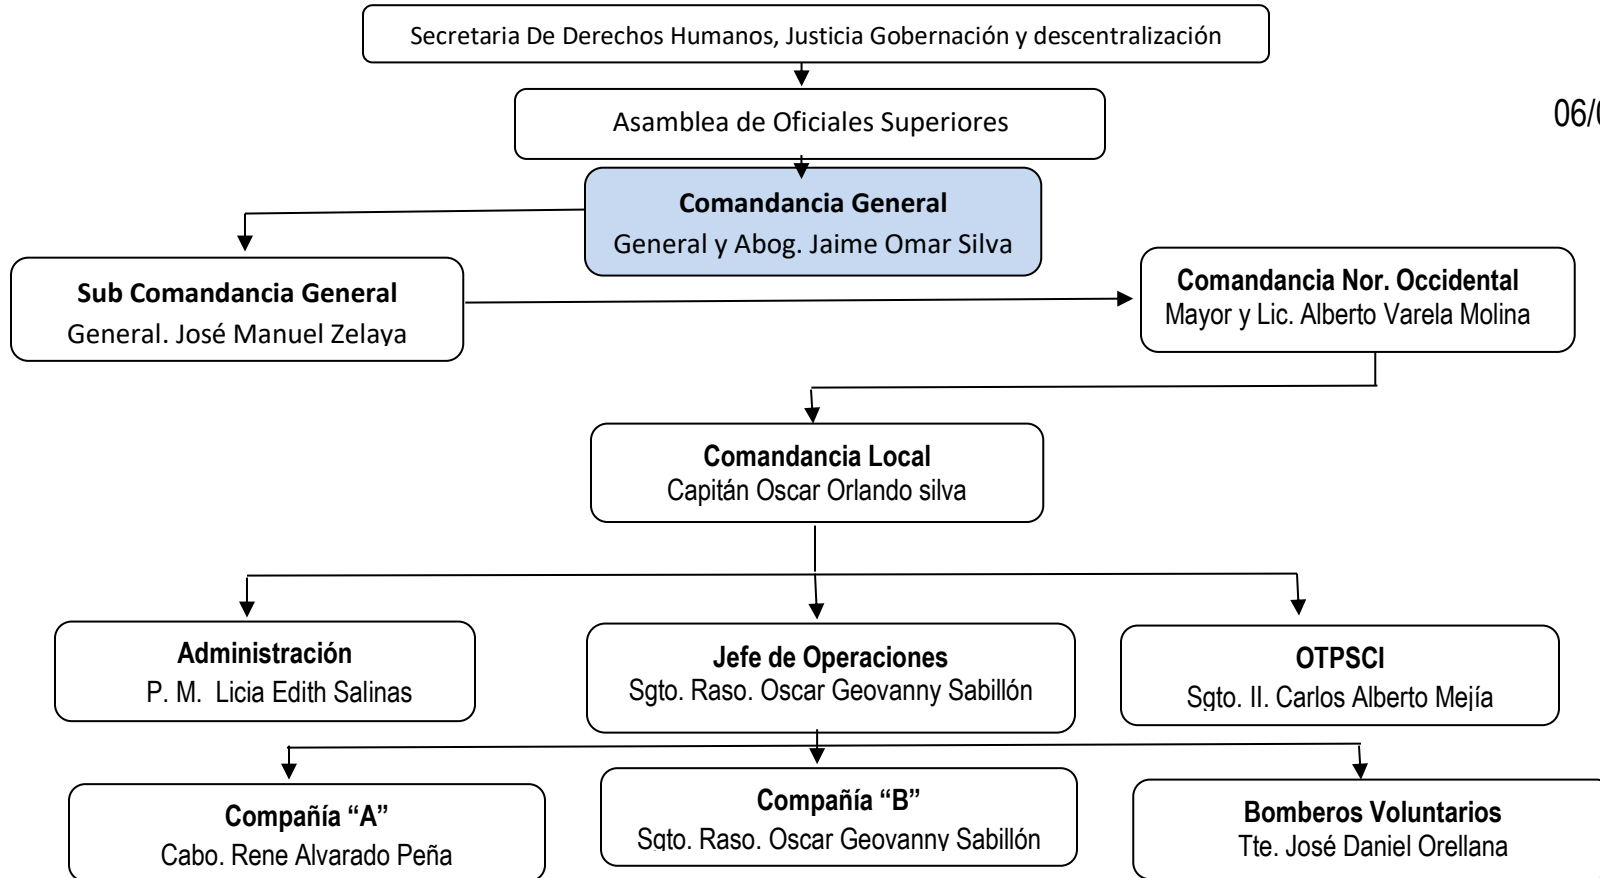 Secretaria De Derechos Humanos, Justicia Gobernación y descentralización
Asamblea de Oficiales Superiores
06/0
Comandancia General
General y Abog. Jaime Omar Silva
Sub Comandancia General
General. José Manuel Zelaya
Comandancia Nor. Occidental
Mayor y Lic. Alberto Varela Molina
Comandancia Local
Capitán Oscar Orlando silva
Administración
P. M. Licia Edith Salinas
Jefe de Operaciones
Sgto. Raso. Oscar Geovanny Sabillón
OTPSCI
Sgto. II. Carlos Alberto Mejía
Compañía “A”
Cabo. Rene Alvarado Peña
Compañía “B”
Sgto. Raso. Oscar Geovanny Sabillón
Bomberos Voluntarios
Tte. José Daniel Orellana